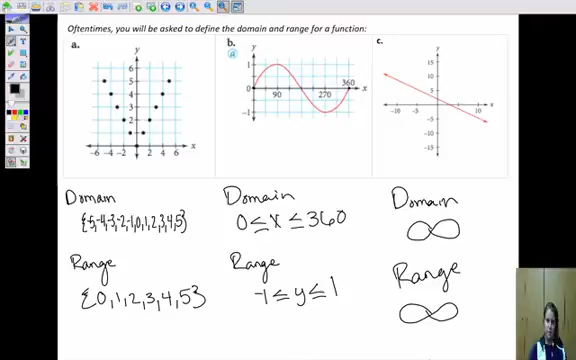 Oftentimes, you will be asked to define the domain and range for a function:
a.
b.
c.
a
y
6
5
4
3
2
1
-6 -4 -2 0 2 4 6 x
y
1
0
-1
90
270
360
x
y
15
10
5
-5
-10
-15
-10 -5 5 10 x
Domain
{-5,-4,-3,-2,-1,0,1,2,3,4,5}
Range
{0,1,2,3,4,5}
Domain
0 ≤ x ≤ 360
Range
-1 ≤ y ≤ 1
Domain
∞
Range
∞